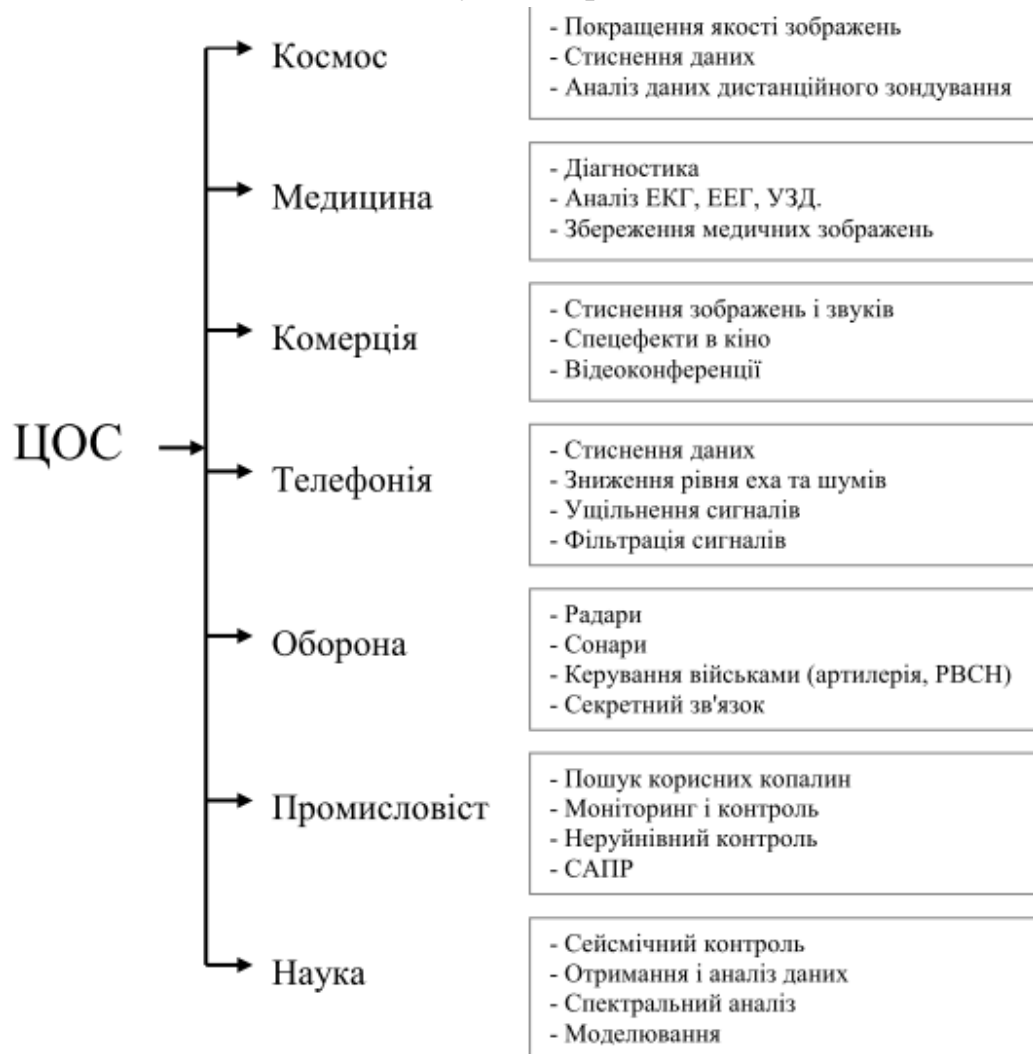 ЦОС
Космос
- Покращення якості зображень
- Стиснення даних
- Аналіз даних дистанційного зондування
Медицина
- Діагностика
- Аналіз ЕКГ, ЕЕГ, УЗД.
- Збереження медичних зображень
Комерція
- Стиснення зображень і звуків
- Спецефекти в кіно
- Відеоконференції
Телефонія
- Стиснення даних
- Зниження рівня еха та шумів
- Ущільнення сигналів
- Фільтрація сигналів
Оборона
- Радари
- Сонари
- Керування військами (артилерія, РВСН)
- Секретний зв'язок
Промисловіст
- Пошук корисних копалин
- Моніторинг і контроль
- Неруйнівний контроль
- САПР
Наука
- Сейсмічний контроль
- Отримання і аналіз даних
- Спектральний аналіз
- Моделювання